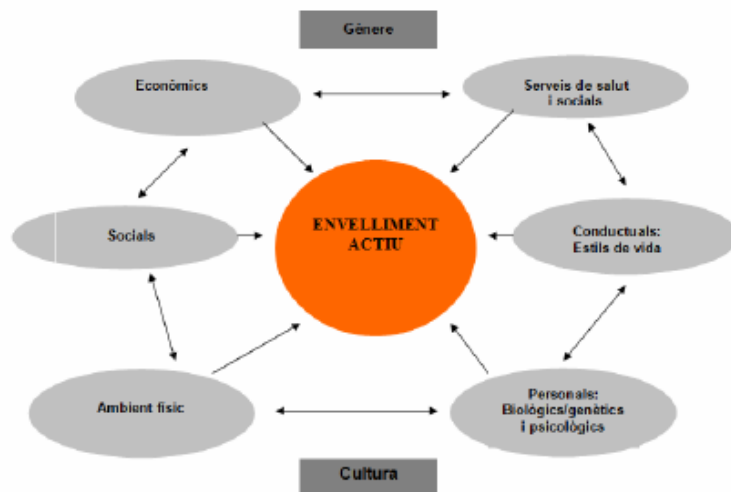 Gènere
Econòmics
Serveis de salut
i socials
ENVELLIMENT
ACTIU
Socials
Conductuals:
Estils de vida
Ambient físic
Personals:
Biològics/genètics
i psicològics
Cultura